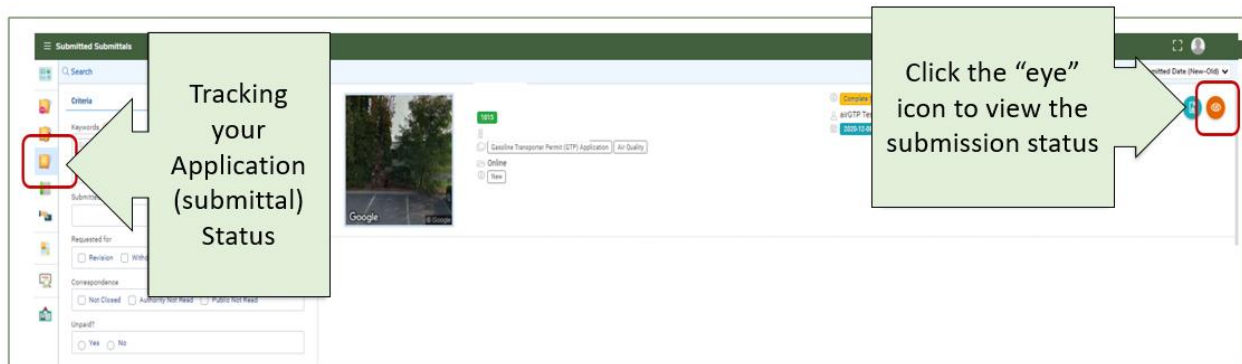 Submitted Submittals
Search
Criteria
Keywords
Submitted
Requested for
Revision
Correspondence
Not Closed Authority Not Read Public Not Read
Unpaid?
Yes No
Tracking
your
Application
(submittal)
Status
Google
© Google
1015
Gasoline Transporter Permit (GTP) Application Air Quality
Online
New
Complete
Click the “eye”
icon to view the
submission status
Date (New-Old)